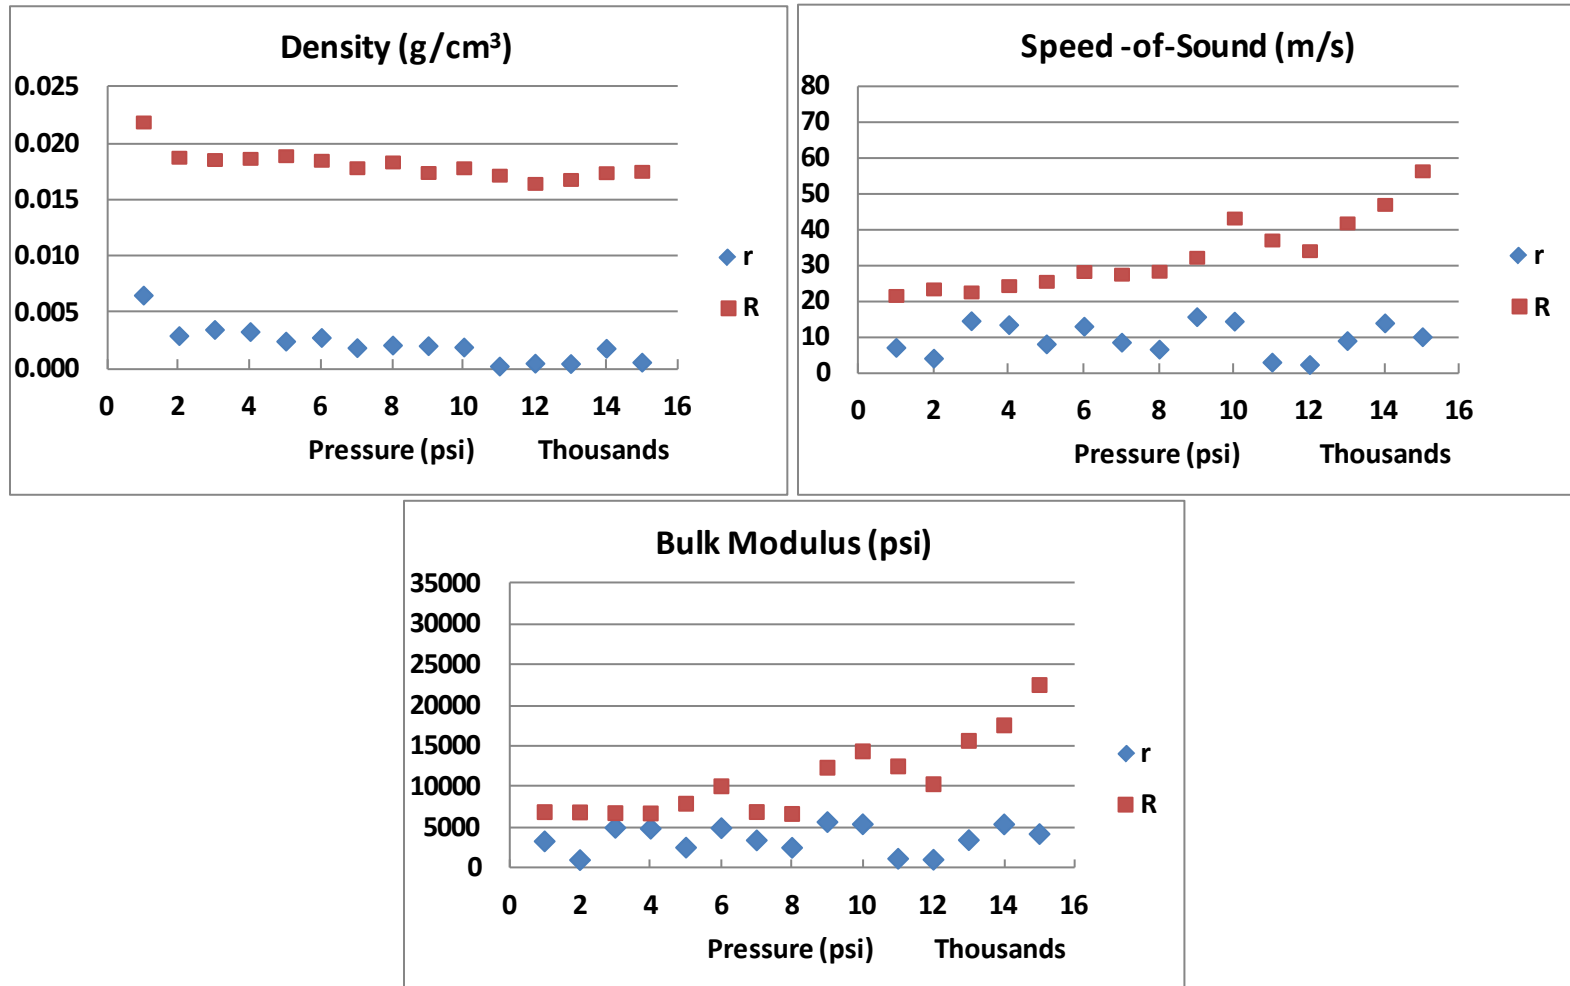 Density (g/cm³)
0.025
0.020
0.015
0.010
0.005
0.000
0 2 4 6 8 10 12 14 16
Pressure (psi) Thousands
r
R
Speed -of-Sound (m/s)
80
70
60
50
40
30
20
10
0
0 2 4 6 8 10 12 14 16
Pressure (psi) Thousands
r
R
Bulk Modulus (psi)
35000
30000
25000
20000
15000
10000
5000
0
0 2 4 6 8 10 12 14 16
Pressure (psi) Thousands
r
R